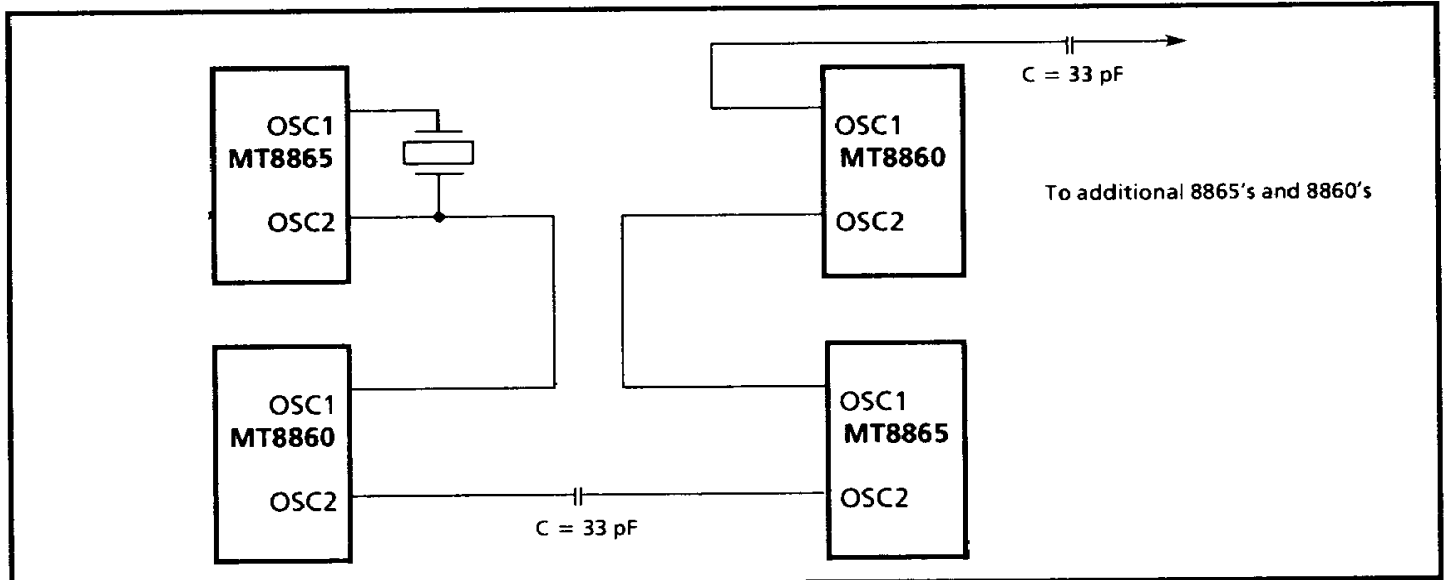 OSC1
MT8865
OSC2
C = 33 pF
OSC1
MT8860
OSC2
To additional 8865's and 8860's
OSC1
MT8860
OSC2
C = 33 pF
OSC1
MT8865
OSC2